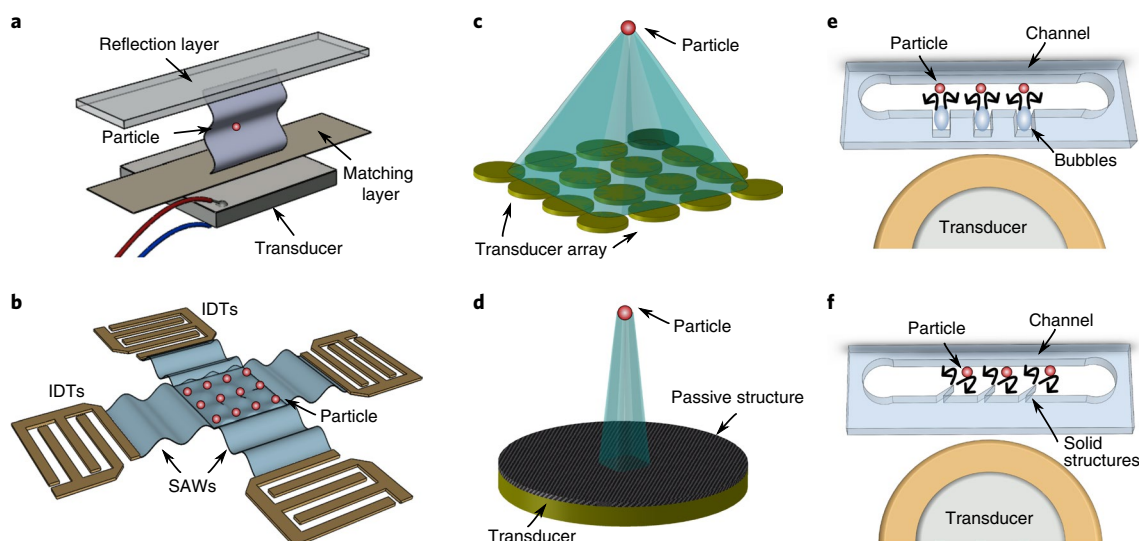 a
Reflection layer
Particle
Matching
layer
Transducer
b
IDTs
IDTs
Particle
SAWs
c
Particle
Transducer array
d
Particle
Passive structure
Transducer
e
Particle
Channel
Bubbles
Transducer
f
Particle
Channel
Solid
structures
Transducer